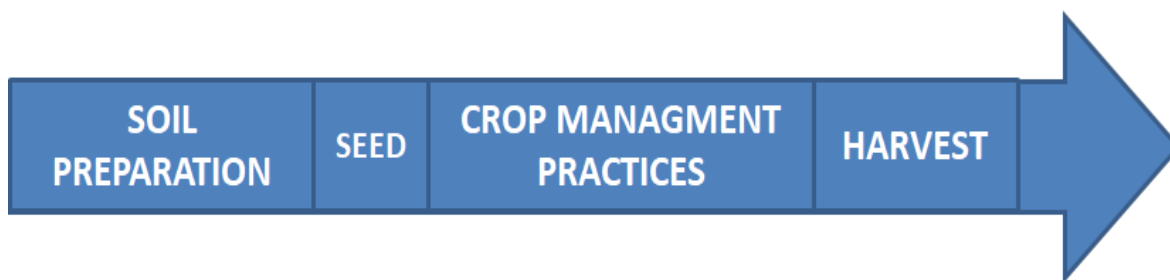 SOIL
PREPARATION
SEED
CROP MANAGMENT
PRACTICES
HARVEST